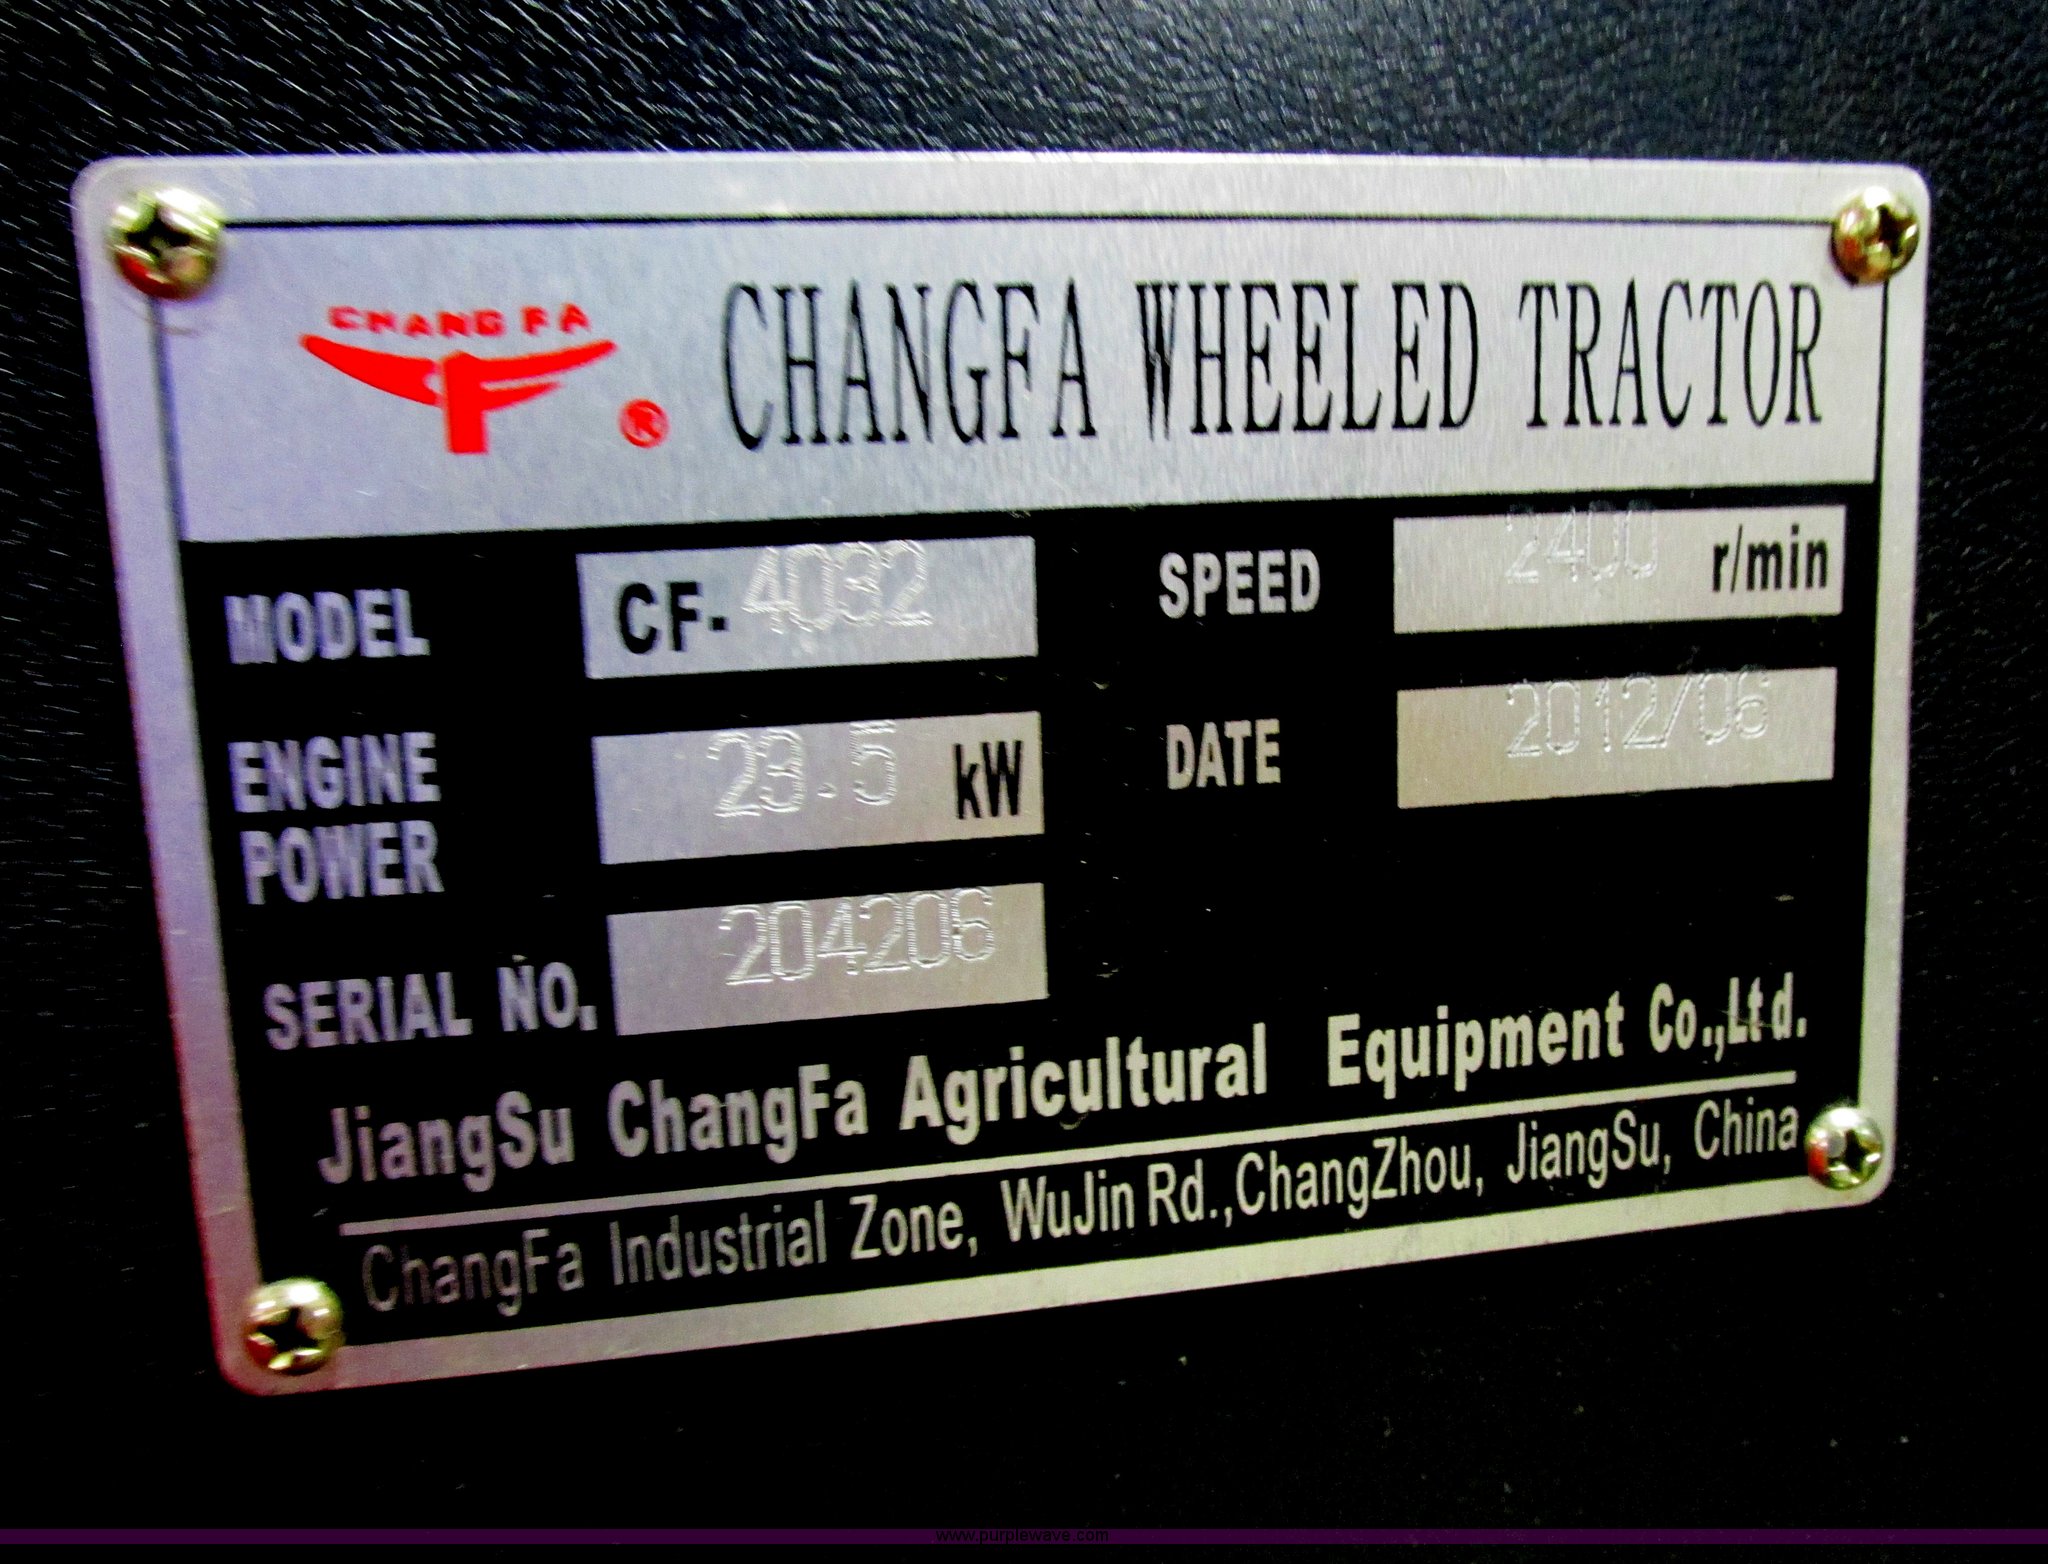 CHANG FA
®
CHANGFA WHEELED TRACTOR
MODEL CF-4032
SPEED 2400 r/min
ENGINE POWER 23.5 kW
DATE 2012/06
SERIAL NO. 204206
JiangSu ChangFa Agricultural Equipment Co.,Ltd.
ChangFa Industrial Zone, WuJin Rd.,ChangZhou, JiangSu, China
www.purplewave.com